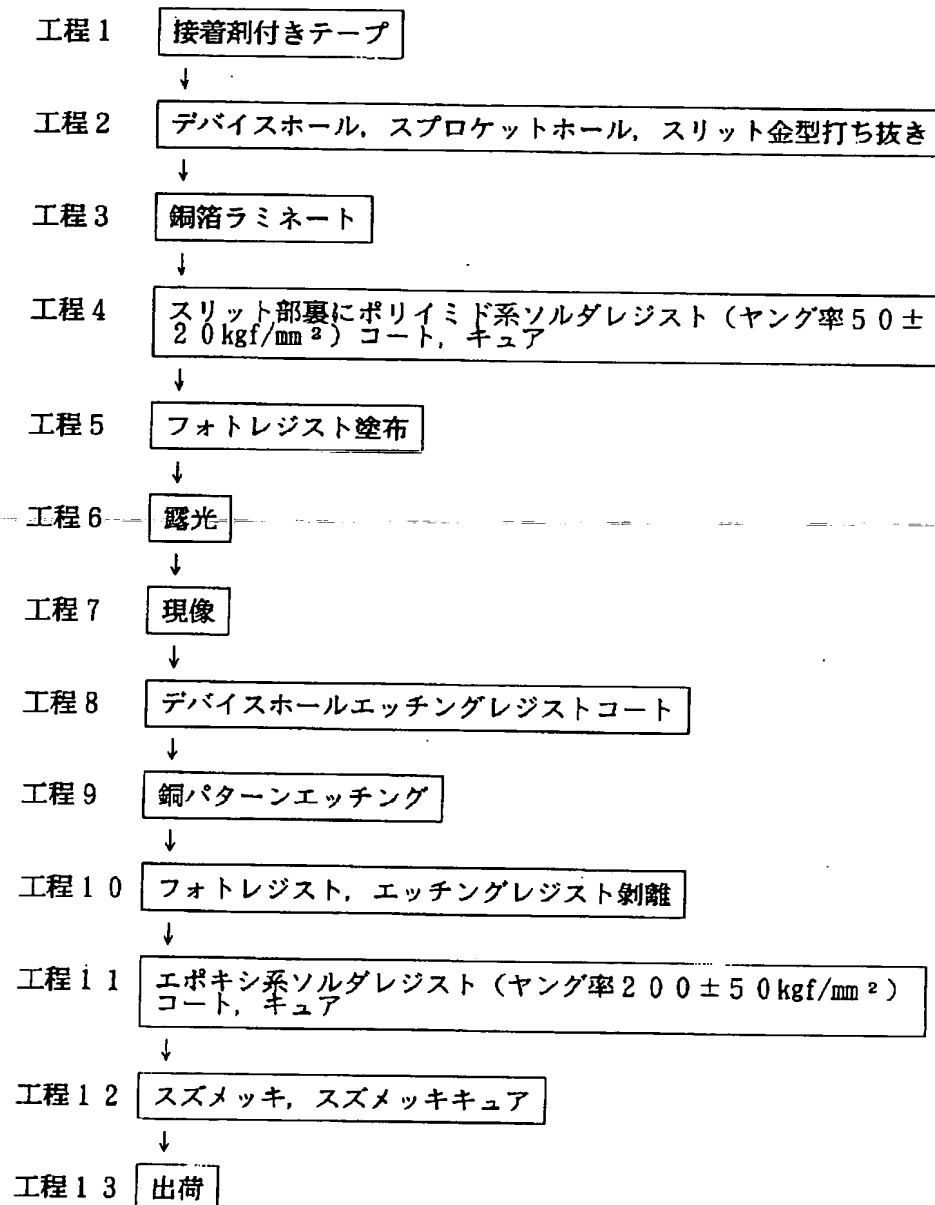 工程1 接着剤付きテープ
↓
工程2 デバイスホール，スプロケットホール，スリット金型打ち抜き
↓
工程3 銅箔ラミネート
↓
工程4 スリット部裏にポリイミド系ソルダレジスト（ヤング率50±
20kgf/mm²）コート，キュア
↓
工程5 フォトレジスト塗布
↓
工程6 露光
↓
工程7 現像
↓
工程8 デバイスホールエッチングレジストコート
↓
工程9 銅パターンエッチング
↓
工程10 フォトレジスト，エッチングレジスト剝離
↓
工程11 エポキシ系ソルダレジスト（ヤング率200±50kgf/mm²）
コート，キュア
↓
工程12 スズメッキ，スズメッキキュア
↓
工程13 出荷